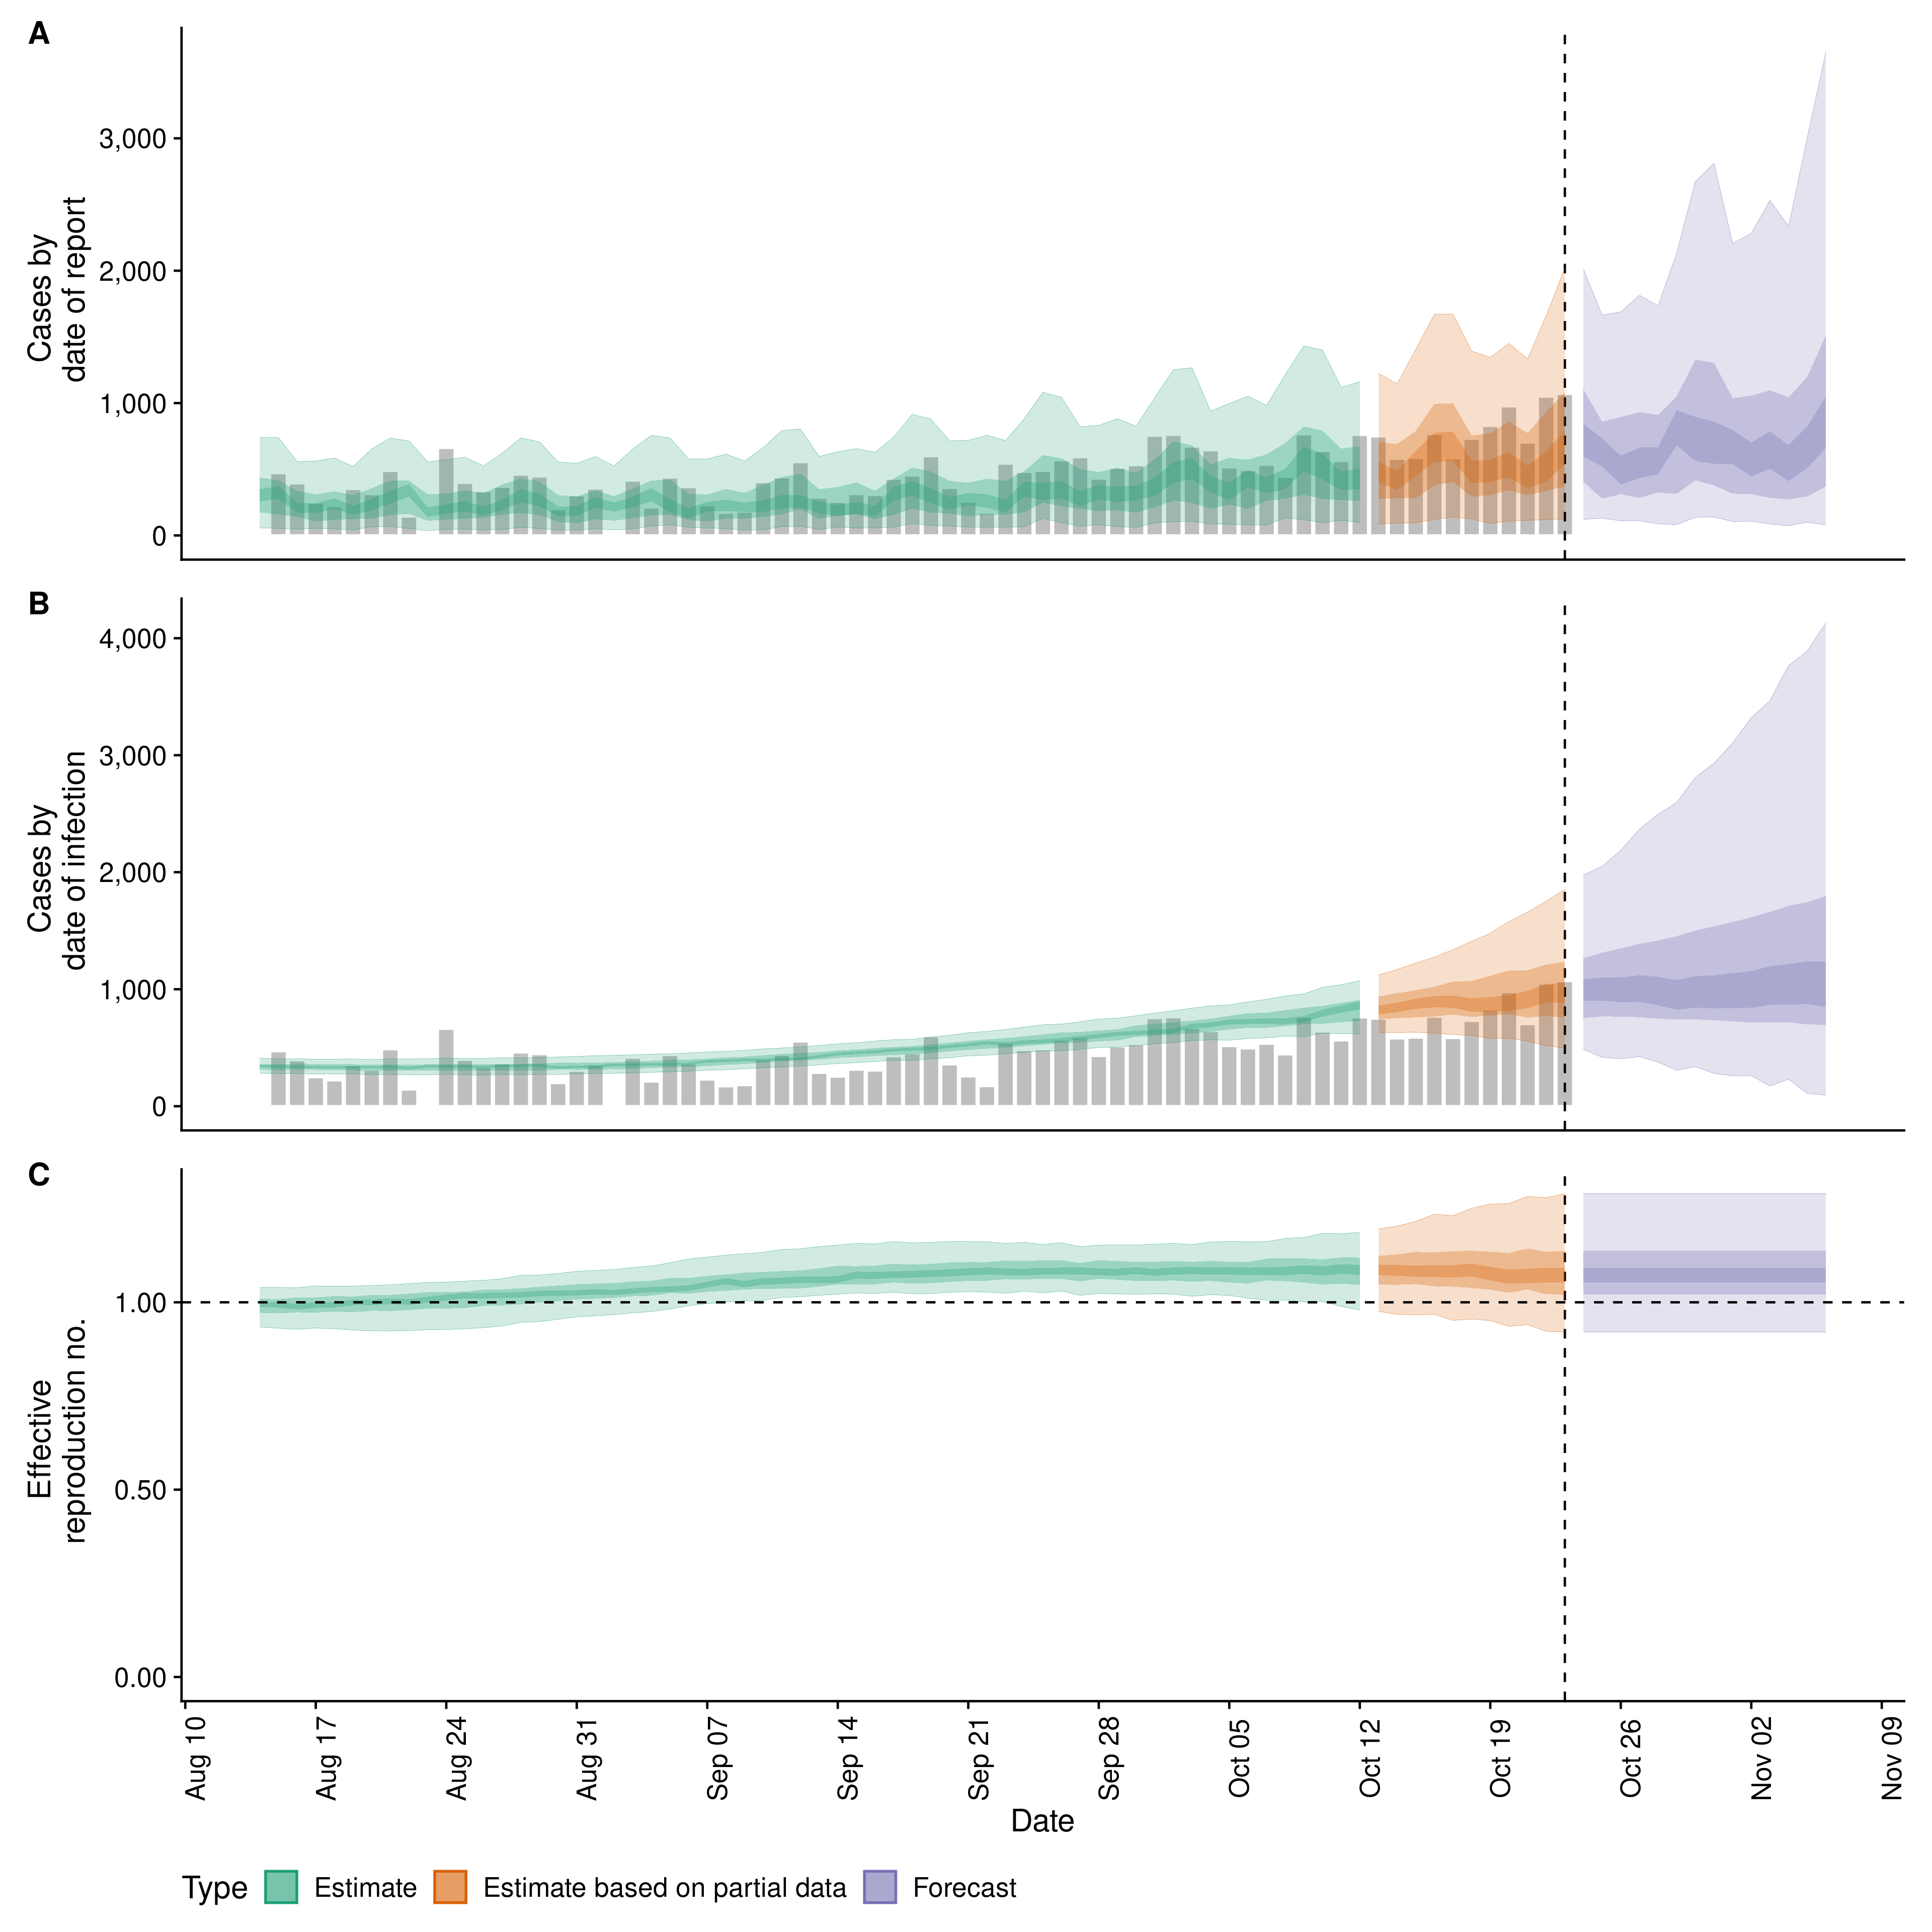 A
Cases by
date of report
3,000
2,000
1,000
0
B
Cases by
date of infection
4,000
3,000
2,000
1,000
0
C
Effective
reproduction no.
1.00
0.50
0.00
Aug 10
Aug 17
Aug 24
Aug 31
Sep 07
Sep 14
Sep 21
Sep 28
Oct 05
Oct 12
Oct 19
Oct 26
Nov 02
Nov 09
Date
Type Estimate Estimate based on partial data Forecast